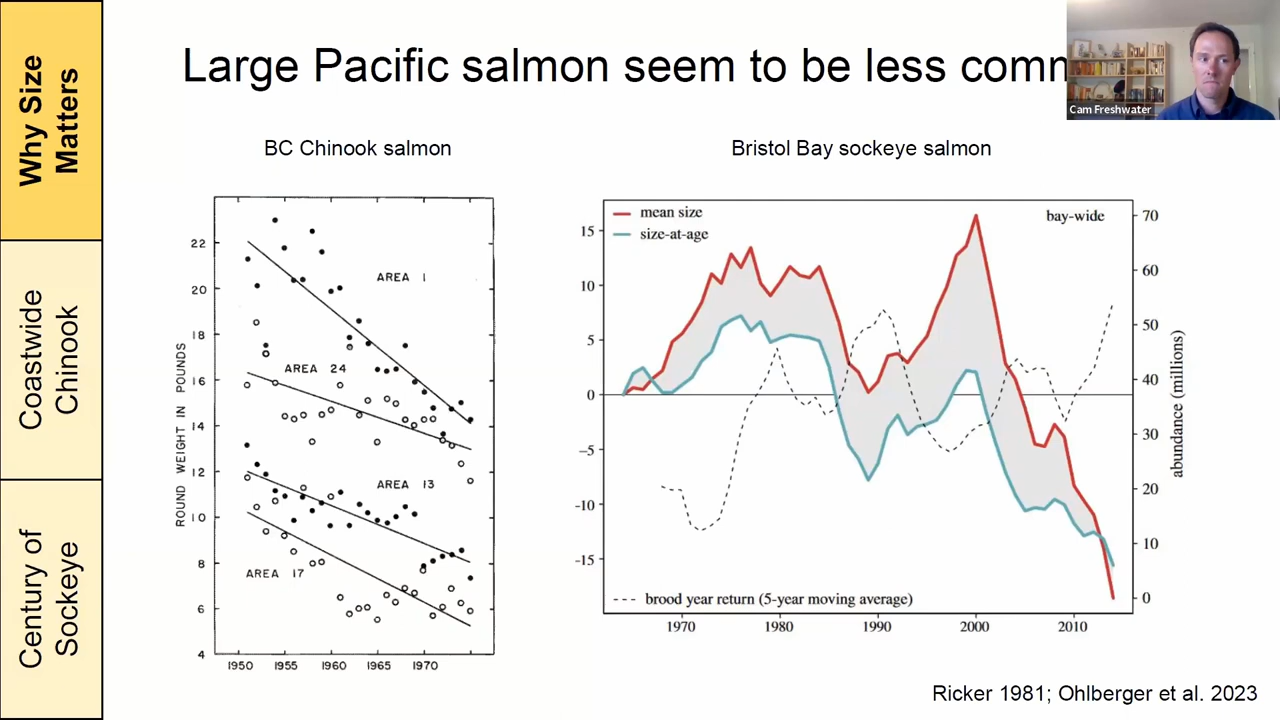 Why Size
Matters
Coastwide
Chinook
Century of
Sockeye
Large Pacific salmon seem to be less comm
Cam Freshwater
BC Chinook salmon
Bristol Bay sockeye salmon
ROUND WEIGHT IN POUNDS
22
20
18
16
14
12
10
8
6
4
AREA 1
AREA 24
AREA 13
AREA 17
1950 1955 1960 1965 1970
mean size
size-at-age
bay-wide
15
10
5
0
-5
-10
-15
70
60
50
40
30
20
10
0
abundance (millions)
brood year return (5-year moving average)
1970 1980 1990 2000 2010
Ricker 1981; Ohlberger et al. 2023